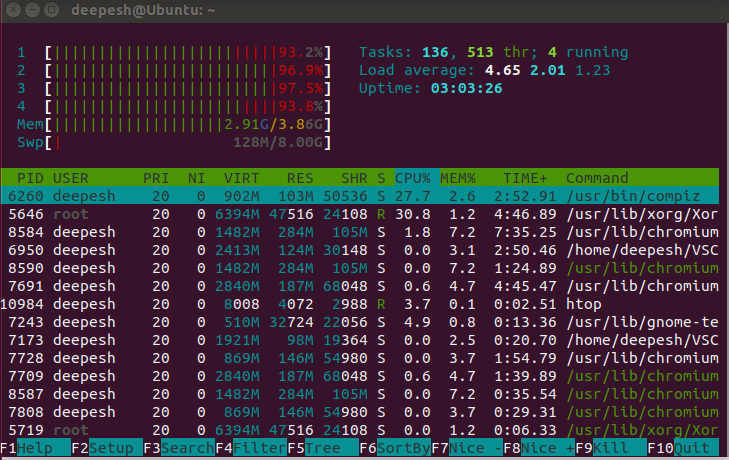 deepesh@Ubuntu: ~
1 [||||||||||||||||||||||||||93.2%] Tasks: 136, 513 thr; 4 running
2 [||||||||||||||||||||||||||96.9%] Load average: 4.65 2.01 1.23
3 [||||||||||||||||||||||||||97.5%] Uptime: 03:03:26
4 [||||||||||||||||||||||||||93.8%]
Mem[|||||||||||||||||||2.91G/3.86G]
Swp[| 128M/8.00G]
PID USER PRI NI VIRT RES SHR S CPU% MEM% TIME+ Command
6260 deepesh 20 0 902M 103M 50536 S 27.7 2.6 2:52.91 /usr/bin/compiz
5646 root 20 0 6394M 47516 24108 R 30.8 1.2 4:46.89 /usr/lib/xorg/Xor
8584 deepesh 20 0 1482M 284M 105M S 1.8 7.2 7:35.25 /usr/lib/chromium
6950 deepesh 20 0 2413M 124M 30148 S 0.0 3.1 2:50.46 /home/deepesh/VSC
8590 deepesh 20 0 1482M 284M 105M S 0.0 7.2 1:24.89 /usr/lib/chromium
7691 deepesh 20 0 2840M 187M 68048 S 0.6 4.7 4:45.47 /usr/lib/chromium
10984 deepesh 20 0 8008 4072 2988 R 3.7 0.1 0:02.51 htop
7243 deepesh 20 0 510M 32724 22056 S 4.9 0.8 0:13.36 /usr/lib/gnome-te
7173 deepesh 20 0 1921M 98M 19364 S 0.0 2.5 0:20.70 /home/deepesh/VSC
7728 deepesh 20 0 869M 146M 54980 S 0.0 3.7 1:54.79 /usr/lib/chromium
7709 deepesh 20 0 2840M 187M 68048 S 0.6 4.7 1:39.89 /usr/lib/chromium
8587 deepesh 20 0 1482M 284M 105M S 0.0 7.2 0:35.54 /usr/lib/chromium
7808 deepesh 20 0 869M 146M 54980 S 0.0 3.7 0:29.31 /usr/lib/chromium
5719 root 20 0 6394M 47516 24108 S 0.0 1.2 0:06.33 /usr/lib/xorg/Xor
F1Help F2Setup F3SearchF4FilterF5Tree F6SortByF7Nice -F8Nice +F9Kill F10Quit